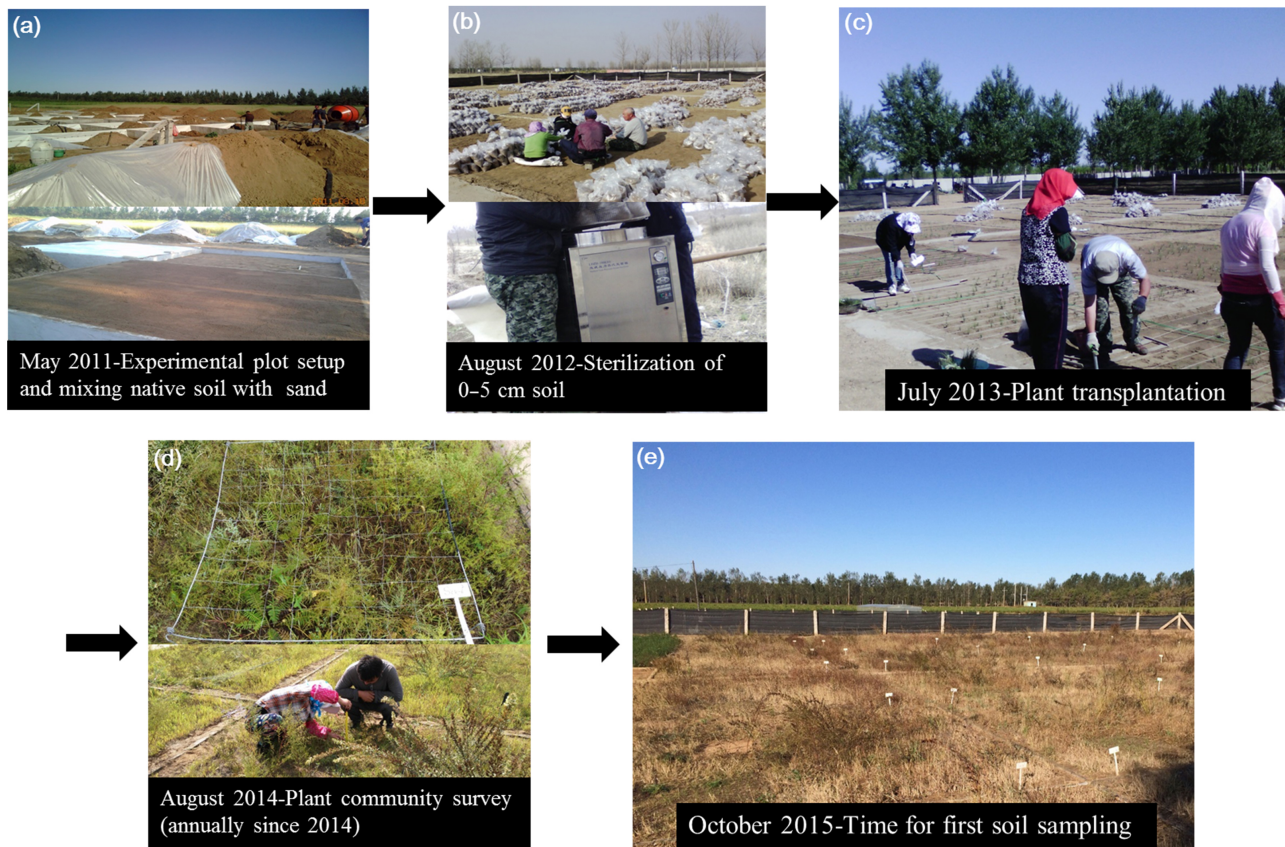 (a)
May 2011-Experimental plot setup
and mixing native soil with sand
(b)
August 2012-Sterilization of
0–5 cm soil
(c)
July 2013-Plant transplantation
(d)
August 2014-Plant community survey
(annually since 2014)
(e)
October 2015-Time for first soil sampling